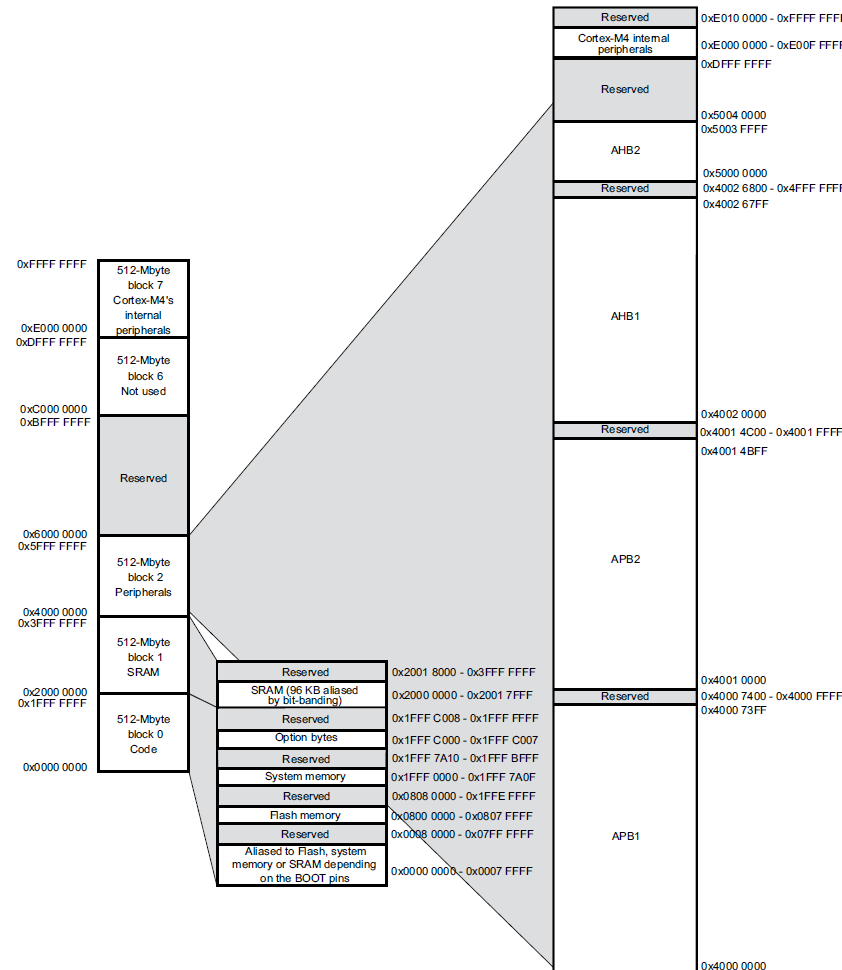 Reserved
0xE010 0000 - 0xFFFF FFF
Cortex-M4 internal
peripherals
0xE000 0000 - 0xE00F FFFF
0xDFFF FFFF
Reserved
0x5004 0000
0x5003 FFFF
AHB2
0x5000 0000
Reserved
0x4002 6800 - 0x4FFF FFFF
0x4002 67FF
AHB1
0x4002 0000
Reserved
0x4001 4C00 - 0x4001 FFFF
0x4001 4BFF
APB2
0x4001 0000
Reserved
0x4000 7400 - 0x4000 FFFF
0x4000 73FF
APB1
0x4000 0000
0xFFFF FFFF
512-Mbyte
block 7
Cortex-M4's
internal
peripherals
0xE000 0000
0xDFFF FFFF
512-Mbyte
block 6
Not used
0xC000 0000
0xBFFF FFFF
Reserved
0x6000 0000
0x5FFF FFFF
512-Mbyte
block 2
Peripherals
0x4000 0000
0x3FFF FFFF
512-Mbyte
block 1
SRAM
0x2000 0000
0x1FFF FFFF
512-Mbyte
block 0
Code
0x0000 0000
Reserved
0x2001 8000 - 0x3FFF FFFF
SRAM (96 KB aliased
by bit-banding)
0x2000 0000 - 0x2001 7FFF
Reserved
0x1FFF C008 - 0x1FFF FFFF
Option bytes
0x1FFF C000 - 0x1FFF C007
Reserved
0x1FFF 7A10 - 0x1FFF BFFF
System memory
0x1FFF 0000 - 0x1FFF 7A0F
Reserved
0x0808 0000 - 0x1FFE FFFF
Flash memory
0x0800 0000 - 0x0807 FFFF
Reserved
0x0008 0000 - 0x07FF FFFF
Aliased to Flash, system
memory or SRAM depending
on the BOOT pins
0x0000 0000 - 0x0007 FFFF